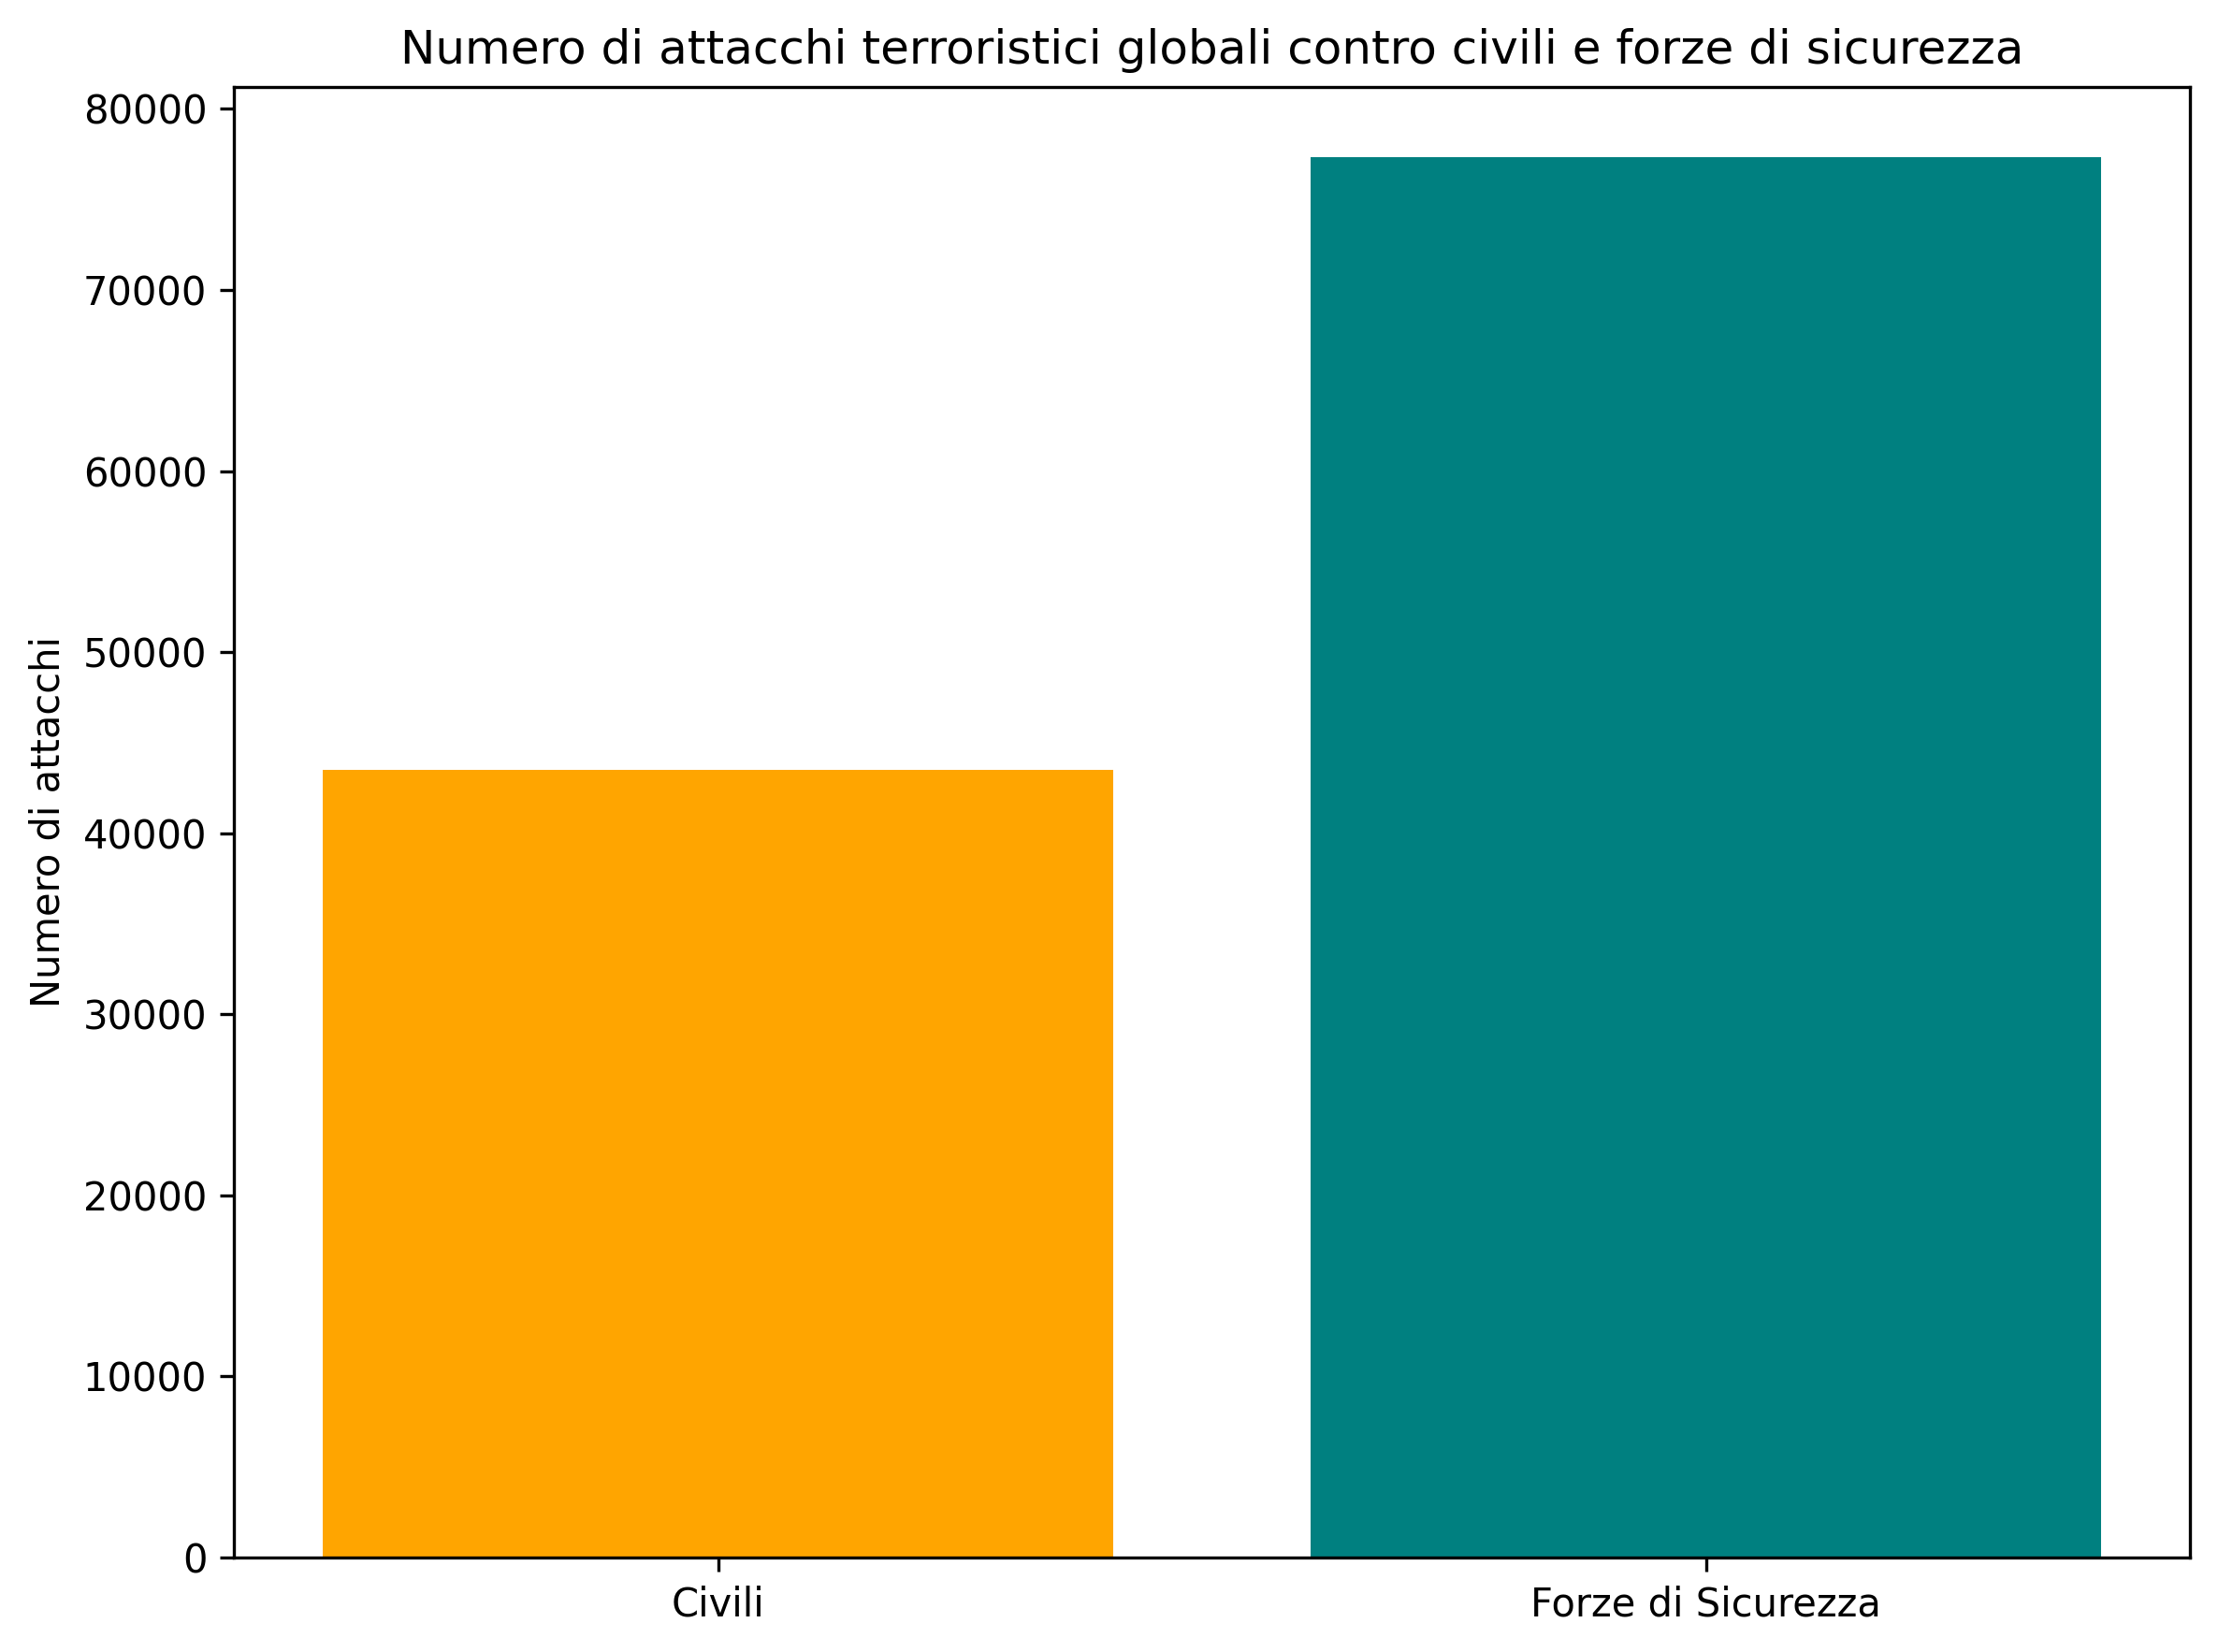 Numero di attacchi terroristici globali contro civili e forze di sicurezza
80000
70000
60000
50000
40000
30000
20000
10000
0
Numero di attacchi
Civili
Forze di Sicurezza